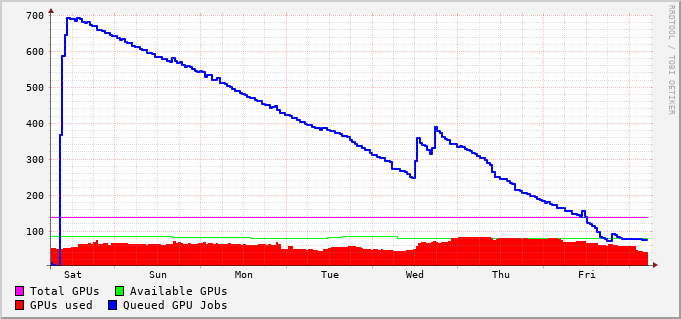 700
600
500
400
300
200
100
Sat Sun Mon Tue Wed Thu Fri
Total GPUs Available GPUs
GPUs used Queued GPU Jobs
RRDTOOL / TOBI OETIKER